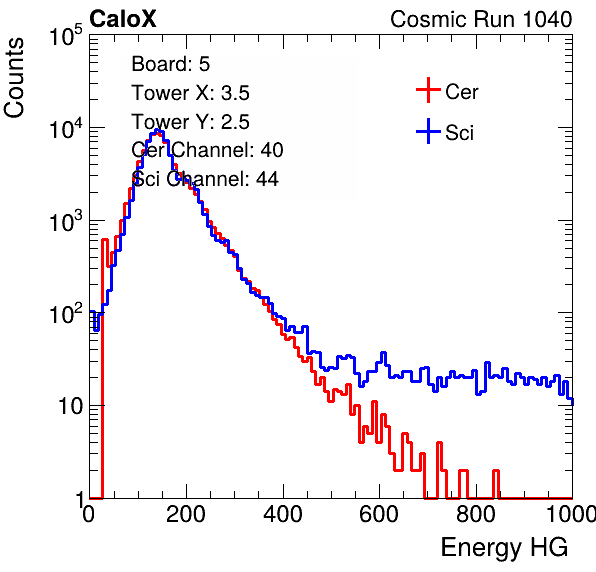 CaloX Cosmic Run 1040
Counts
10^5
10^4
10^3
10^2
10
1
Board: 5
Tower X: 3.5
Tower Y: 2.5
Cer Channel: 40
Sci Channel: 44
Cer
Sci
0 200 400 600 800 1000
Energy HG